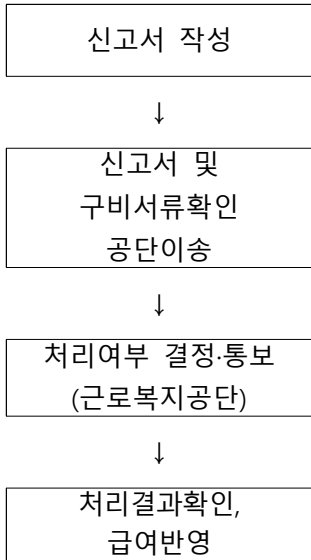 신고서 작성
↓
신고서 및
구비서류확인
공단이송
↓
처리여부 결정·통보
(근로복지공단)
↓
처리결과확인,
급여반영